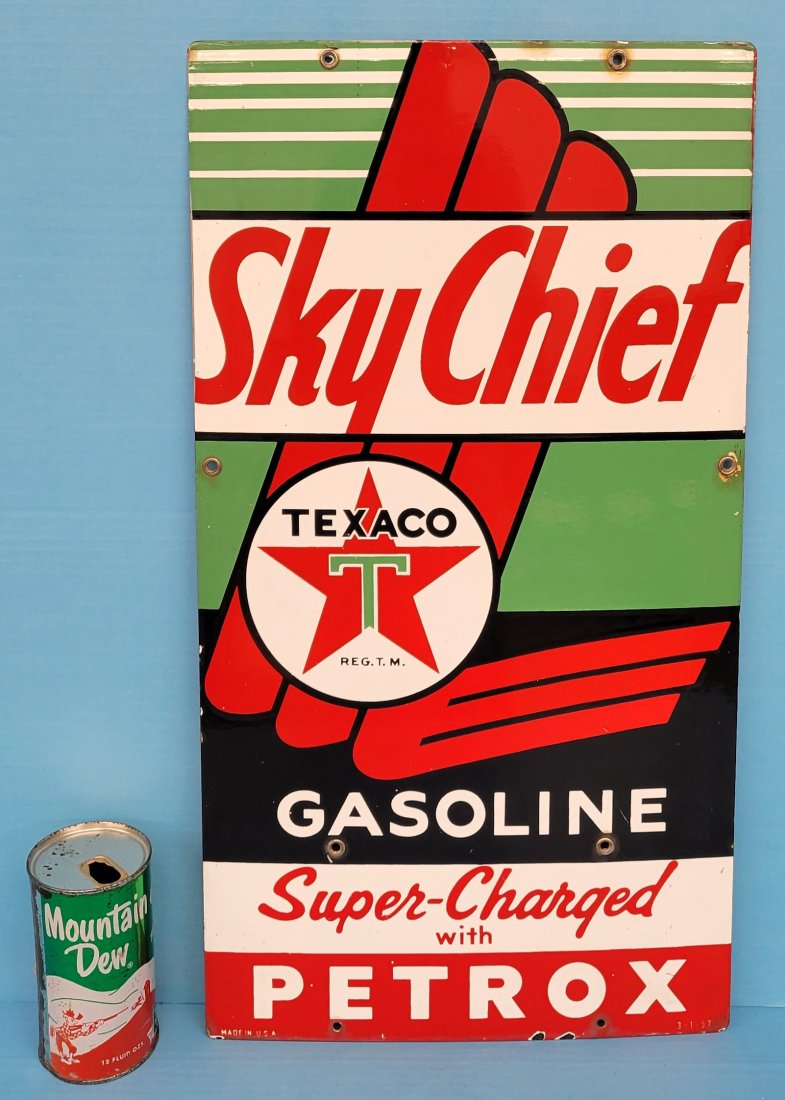 Sky Chief
TEXACO
T
REG. T. M.
GASOLINE
Super-Charged
with
PETROX
MADE IN U.S.A
3-1-57
Mountain
Dew®
12 FLUID OZS.